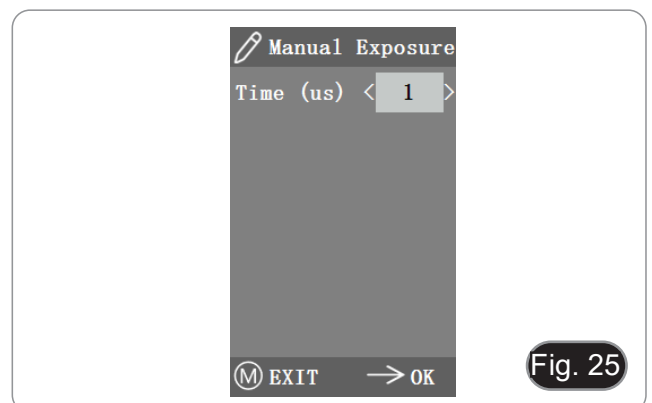 Manual Exposure
Time (us) < 1 >
M EXIT → OK
Fig. 25